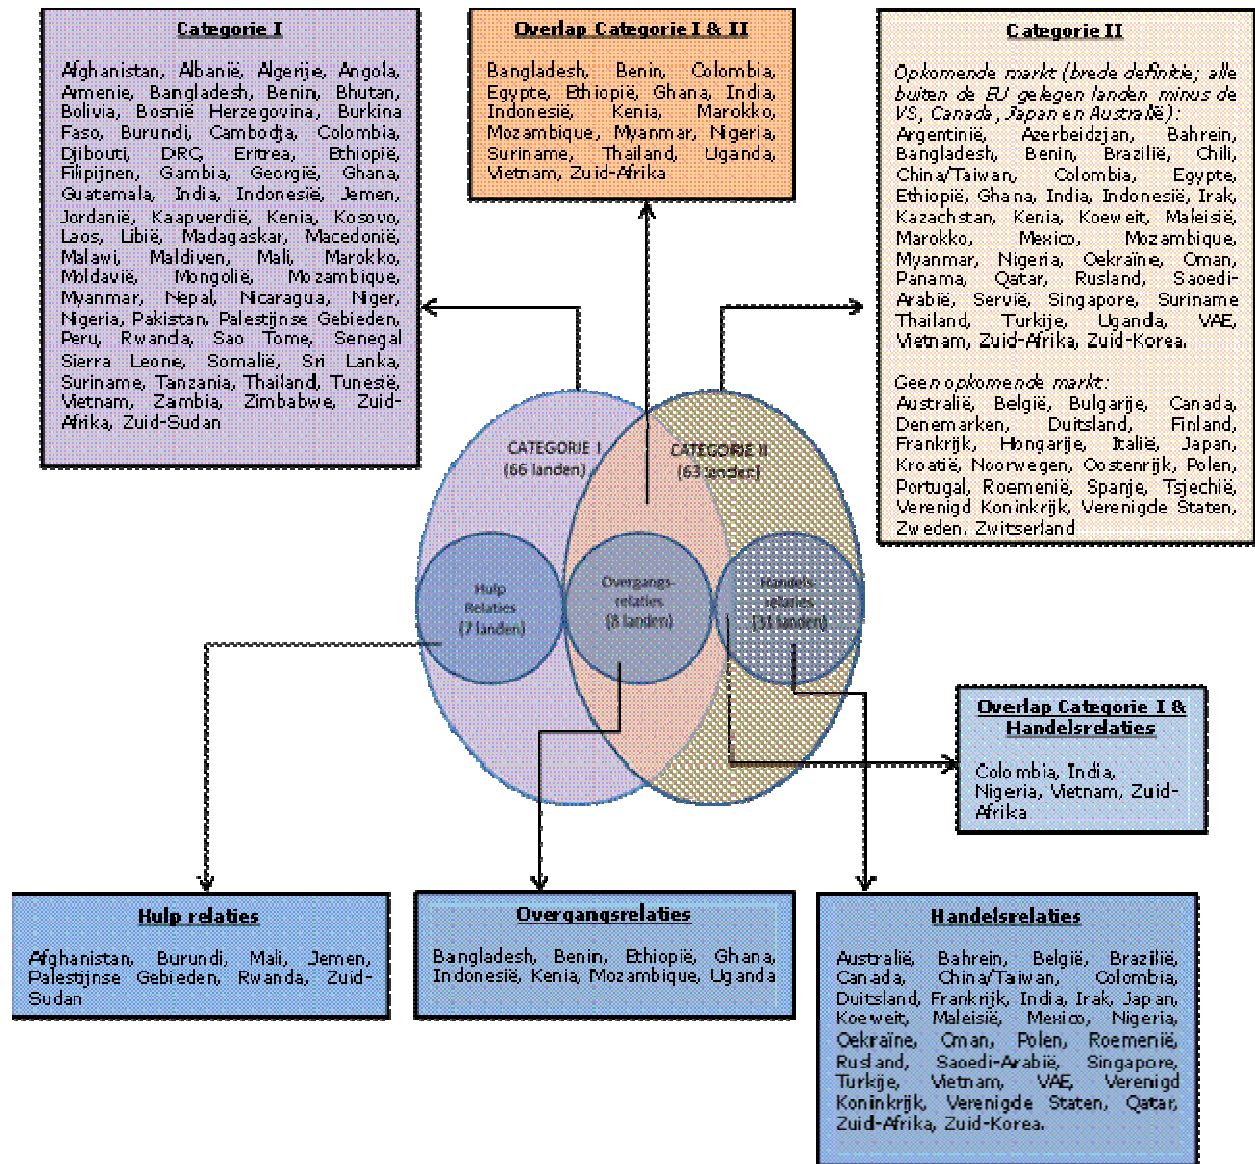 Categorie I
Afghanistan, Albanië, Algerije, Angola,
Armenie, Bangladesh, Benin, Bhutan,
Bolivia, Bosnië Herzegovina, Burkina
Faso, Burundi, Cambodja, Colombia,
Djibouti, DRC, Eritrea, Ethiopië,
Filipijnen, Gambia, Georgië, Ghana,
Guatemala, India, Indonesië, Jemen,
Jordanië, Kaapverdië, Kenia, Kosovo,
Laos, Libië, Madagaskar, Macedonië,
Malawi, Maldiven, Mali, Marokko,
Moldavië, Mongolië, Mozambique,
Myanmar, Nepal, Nicaragua, Niger,
Nigeria, Pakistan, Palestijnse Gebieden,
Peru, Rwanda, Sao Tome, Senegal
Sierra Leone, Somalië, Sri Lanka,
Suriname, Tanzania, Thailand, Tunesië,
Vietnam, Zambia, Zimbabwe, Zuid-
Afrika, Zuid-Sudan
Overlap Categorie I & II
Bangladesh, Benin, Colombia,
Egypte, Ethiopië, Ghana, India,
Indonesië, Kenia, Marokko,
Mozambique, Myanmar, Nigeria,
Suriname, Thailand, Uganda,
Vietnam, Zuid-Afrika
Categorie II
Opkomende markt (brede definitie; alle
buiten de EU gelegen landen minus de
VS, Canada, Japan en Australië):
Argentinië, Azerbeidzjan, Bahrein,
Bangladesh, Benin, Brazilië, Chili,
China/Taiwan, Colombia, Egypte,
Ethiopië, Ghana, India, Indonesië, Irak,
Kazachstan, Kenia, Koeweit, Maleisië,
Marokko, Mexico, Mozambique,
Myanmar, Nigeria, Oekraïne, Oman,
Panama, Qatar, Rusland, Saoedi-
Arabië, Servië, Singapore, Suriname
Thailand, Turkije, Uganda, VAE,
Vietnam, Zuid-Afrika, Zuid-Korea.
Geen opkomende markt:
Australië, België, Bulgarije, Canada,
Denemarken, Duitsland, Finland,
Frankrijk, Hongarije, Italië, Japan,
Kroatië, Noorwegen, Oostenrijk, Polen,
Portugal, Roemenië, Spanje, Tsjechië,
Verenigd Koninkrijk, Verenigde Staten,
Zweden, Zwitserland
CATEGORIE I
(66 landen)
CATEGORIE II
(63 landen)
Hulp
Relaties
(7 landen)
Overgangs-
relaties
(8 landen)
Handels-
relaties
(31 landen)
Overlap Categorie I &
Handelsrelaties
Colombia, India,
Nigeria, Vietnam, Zuid-
Afrika
Hulp relaties
Afghanistan, Burundi, Mali, Jemen,
Palestijnse Gebieden, Rwanda, Zuid-
Sudan
Overgangsrelaties
Bangladesh, Benin, Ethiopië, Ghana,
Indonesië, Kenia, Mozambique, Uganda
Handelsrelaties
Australië, Bahrein, België, Brazilië,
Canada, China/Taiwan, Colombia,
Duitsland, Frankrijk, India, Irak, Japan,
Koeweit, Maleisië, Mexico, Nigeria,
Oekraïne, Oman, Polen, Roemenië,
Rusland, Saoedi-Arabië, Singapore,
Turkije, Vietnam, VAE, Verenigd
Koninkrijk, Verenigde Staten, Qatar,
Zuid-Afrika, Zuid-Korea.